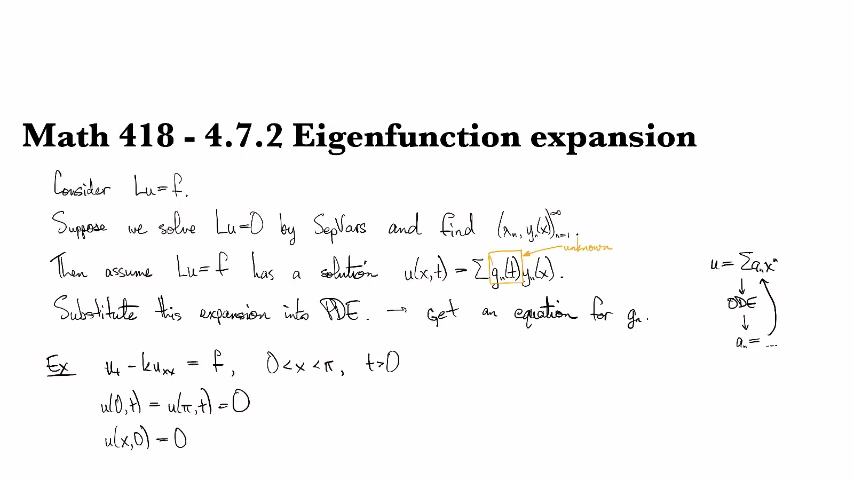 Math 418 - 4.7.2 Eigenfunction expansion
Consider Lu=f.
Suppose we solve Lu=0 by SepVars and find (λₙ, yₙ(x))ₙ₌₁^∞.
unknown
Then assume Lu=f has a solution u(x,t) = Σ gₙ(t) yₙ(x).
Substitute this expansion into PDE. → Get an equation for gₙ.
u = Σaₙxⁿ
↓
ODE
↓
aₙ = ...
Ex uₜ - kuₓₓ = f, 0<x<π, t>0
u(0,t) = u(π,t) = 0
u(x,0) = 0